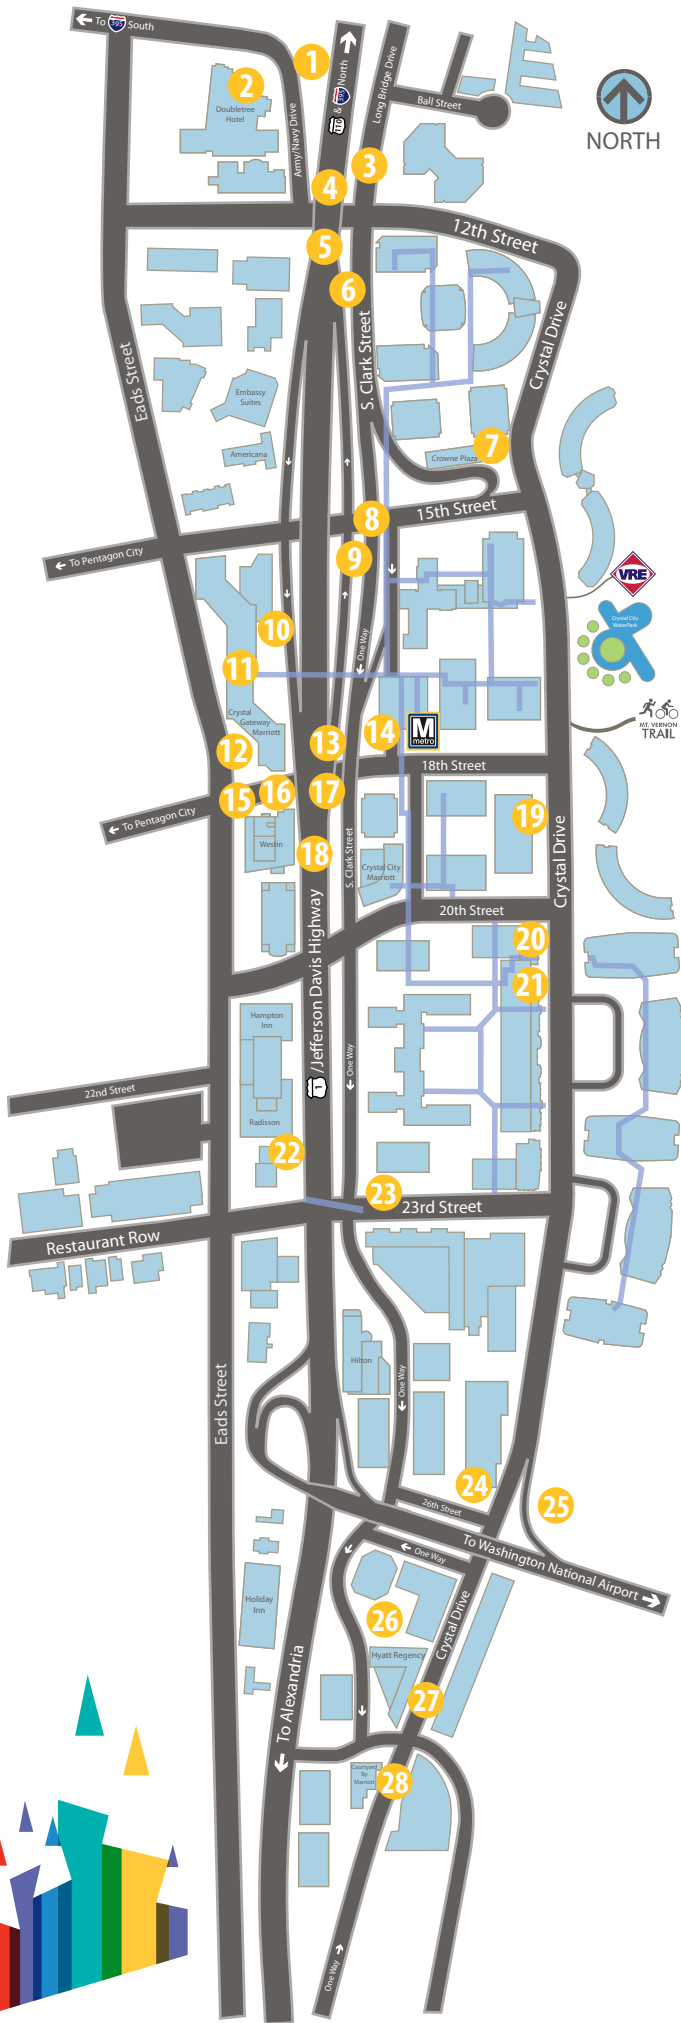 ← To 395 South
1
2
Doubletree
Hotel
Army/Navy Drive
110 & 395 North
Long Bridge Drive
Ball Street
NORTH
3
4
12th Street
5
6
S. Clark Street
Crystal Drive
Eads Street
Embassy
Suites
Americana
7
Crowne Plaza
8
15th Street
← To Pentagon City
9
VRE
10
One Way
Crystal City
WaterPark
11
Crystal
Gateway
Marriott
12
13
14
M
metro
MT. VERNON
TRAIL
18th Street
15
16
17
← To Pentagon City
Westin
18
S. Clark Street
Crystal City
Marriott
19
Crystal Drive
20th Street
20
21
1 /Jefferson Davis Highway
Hampton
Inn
One Way
22nd Street
Radisson
22
23
23rd Street
Restaurant Row
Hilton
Eads Street
One Way
24
25
26th Street
To Washington National Airport →
← One Way
Holiday
Inn
26
Crystal Drive
Hyatt Regency
To Alexandria
27
Courtyard
By
Marriott
28
One Way